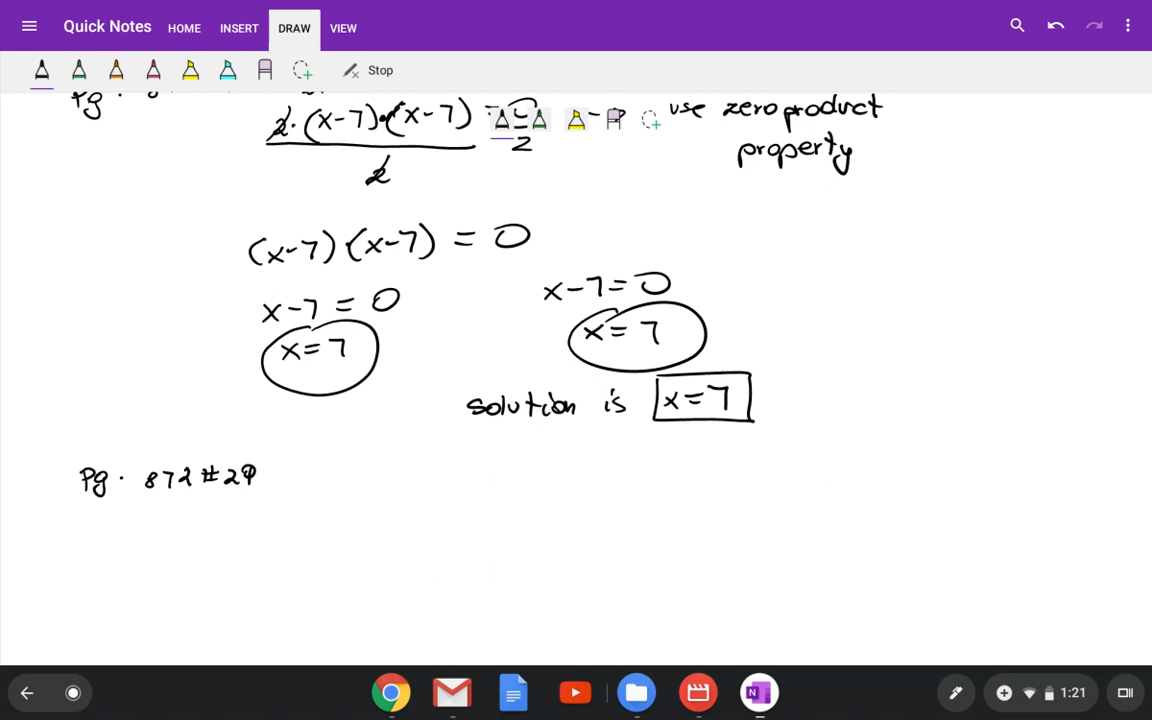 Quick Notes HOME INSERT DRAW VIEW
Stop
Pg.
2·(x-7)·(x-7) = 0 use zero product
2 2 property
(x-7)·(x-7) = 0
x-7=0 x-7=0
x=7 x=7
solution is x=7
Pg. 872 #29
1:21